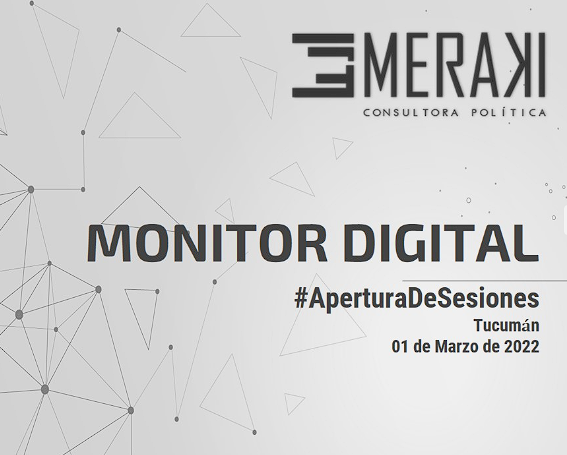 MERAKI
CONSULTORA POLÍTICA
MONITOR DIGITAL
#AperturaDeSesiones
Tucumán
01 de Marzo de 2022